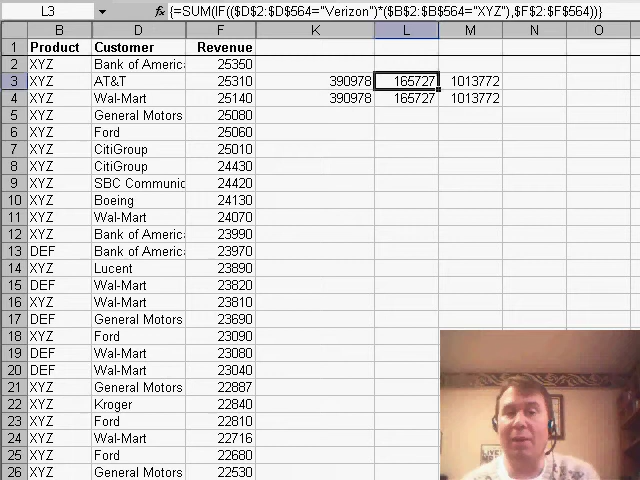 L3 fx {=SUM(IF(($D$2:$D$564="Verizon")*($B$2:$B$564="XYZ"),$F$2:$F$564))}
B D F K L M N O
1 Product Customer Revenue
2 XYZ Bank of Americ 25350
3 XYZ AT&T 25310 390978 165727 1013772
4 XYZ Wal-Mart 25140 390978 165727 1013772
5 XYZ General Motors 25080
6 XYZ Ford 25060
7 XYZ CitiGroup 25010
8 XYZ CitiGroup 24430
9 XYZ SBC Communic 24420
10 XYZ Boeing 24130
11 XYZ Wal-Mart 24070
12 XYZ Bank of Americ 23990
13 DEF Bank of Americ 23970
14 XYZ Lucent 23890
15 DEF Wal-Mart 23820
16 XYZ Wal-Mart 23810
17 DEF General Motors 23690
18 XYZ Ford 23090
19 DEF Wal-Mart 23080
20 DEF Wal-Mart 23040
21 XYZ General Motors 22887
22 XYZ Kroger 22840
23 XYZ Ford 22810
24 XYZ Wal-Mart 22716
25 XYZ Ford 22680
26 XYZ General Motors 22530